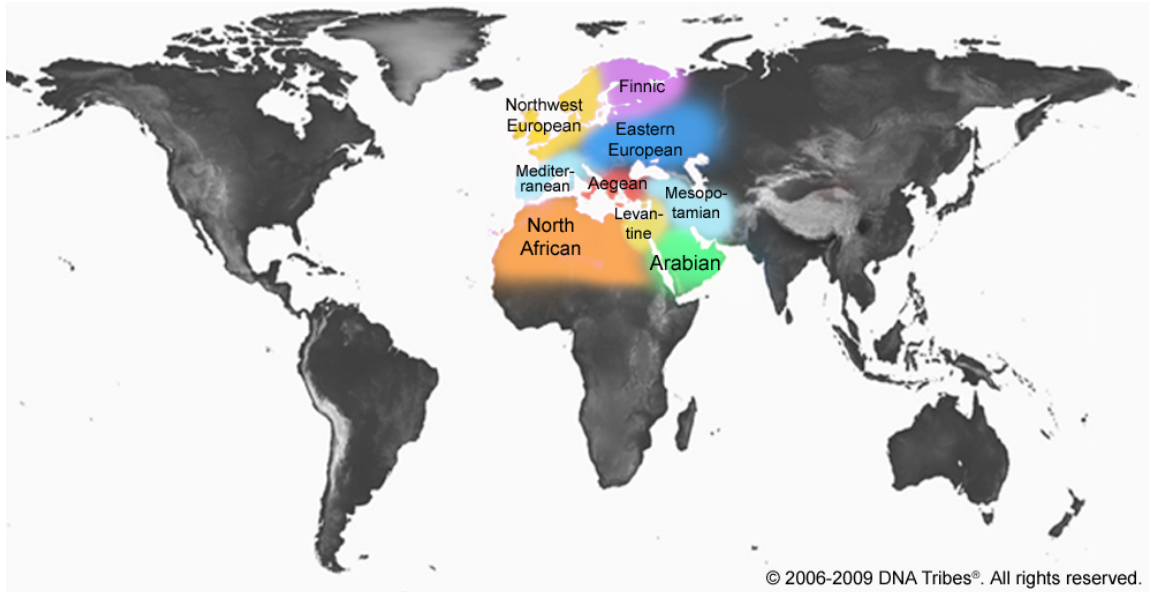 Finnic
Northwest
European
Eastern
European
Mediter-
ranean
Aegean
Mesopo-
tamian
Levan-
tine
North
African
Arabian
© 2006-2009 DNA Tribes®. All rights reserved.